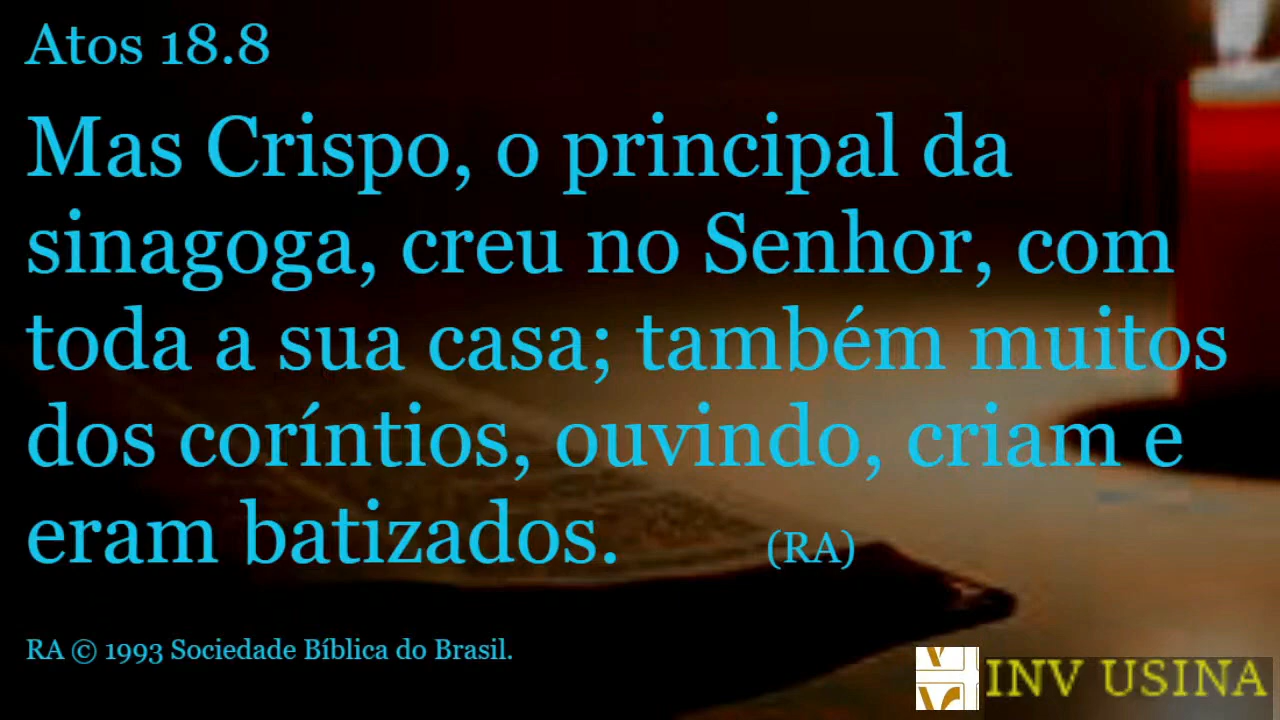 Atos 18.8
Mas Crispo, o principal da
sinagoga, creu no Senhor, com
toda a sua casa; também muitos
dos coríntios, ouvindo, criam e
eram batizados. (RA)
RA © 1993 Sociedade Bíblica do Brasil.
INV USINA